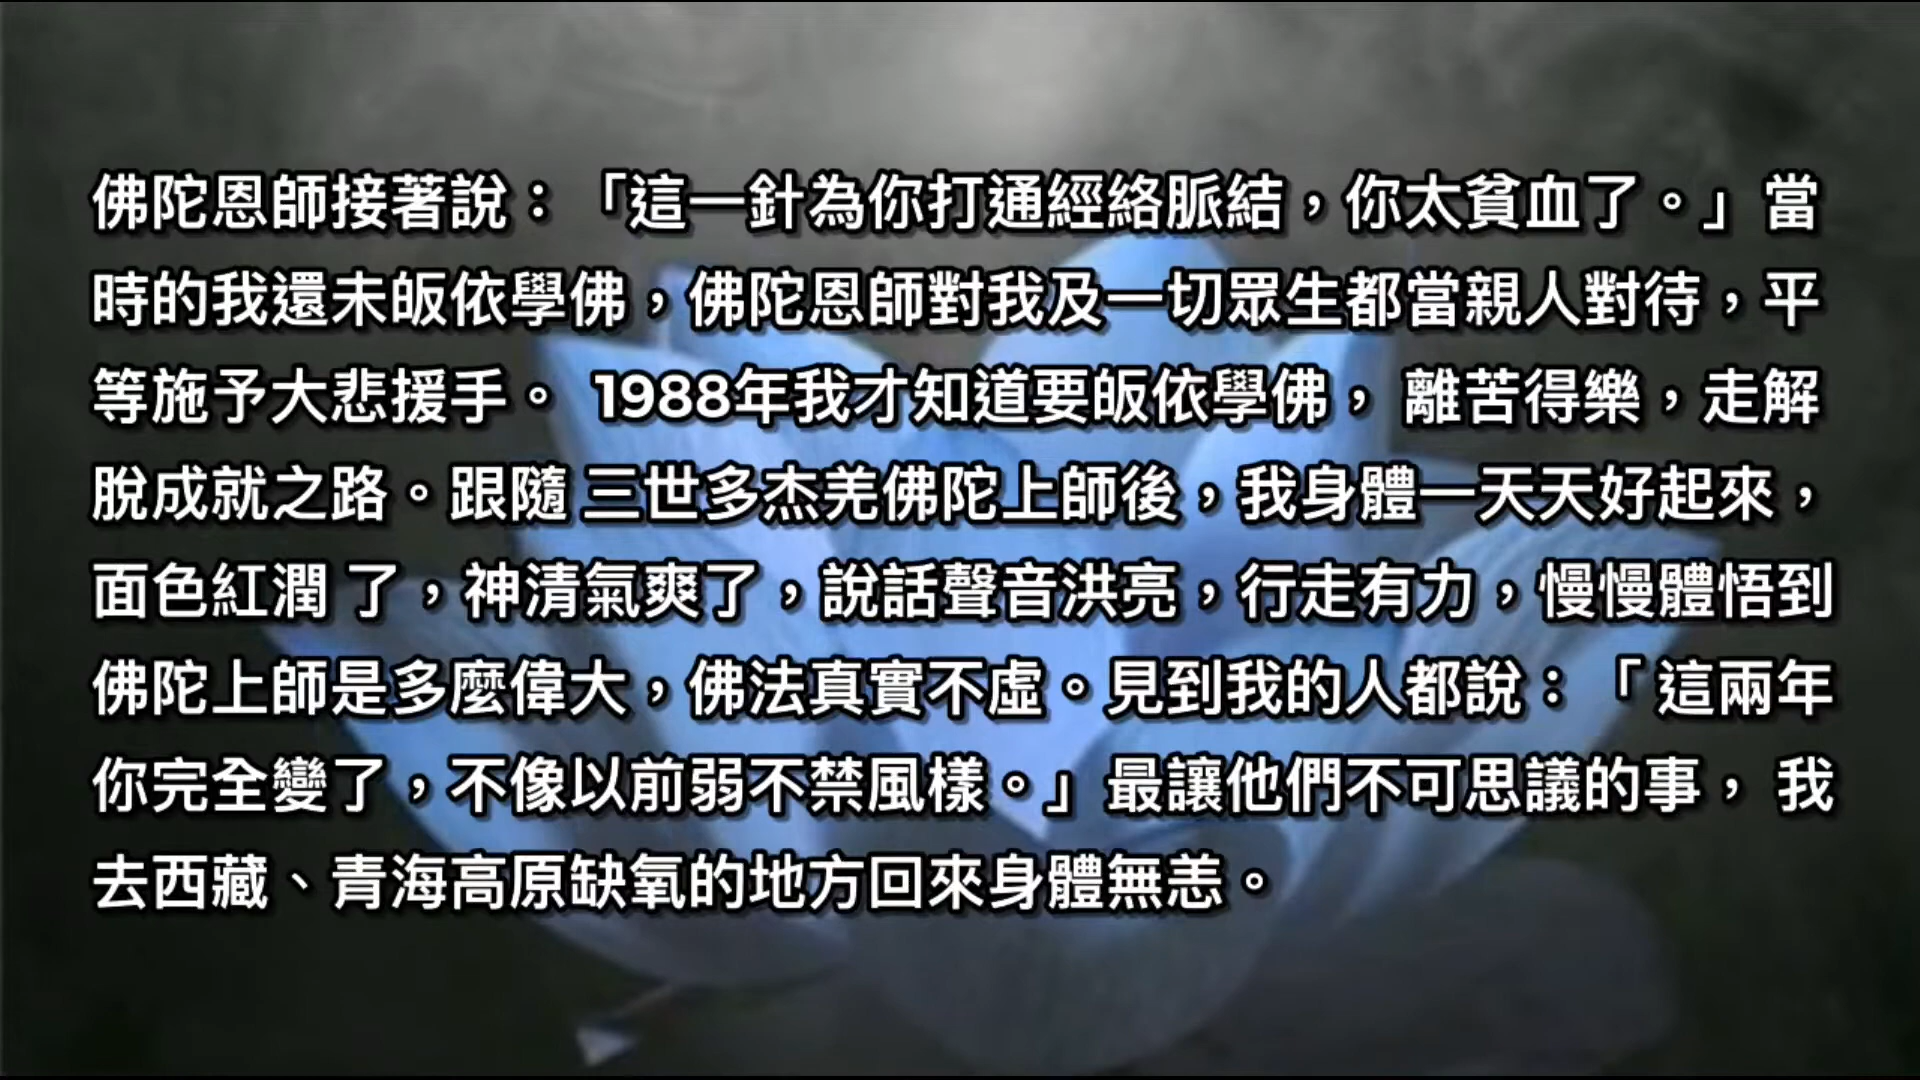 佛陀恩師接著說：「這一針為你打通經絡脈結，你太貧血了。」當
時的我還未皈依學佛，佛陀恩師對我及一切眾生都當親人對待，平
等施予大悲援手。 1988年我才知道要皈依學佛， 離苦得樂，走解
脫成就之路。跟隨 三世多杰羌佛陀上師後，我身體一天天好起來，
面色紅潤 了，神清氣爽了，說話聲音洪亮，行走有力，慢慢體悟到
佛陀上師是多麼偉大，佛法真實不虛。見到我的人都說：「 這兩年
你完全變了，不像以前弱不禁風樣。」最讓他們不可思議的事， 我
去西藏、青海高原缺氧的地方回來身體無恙。